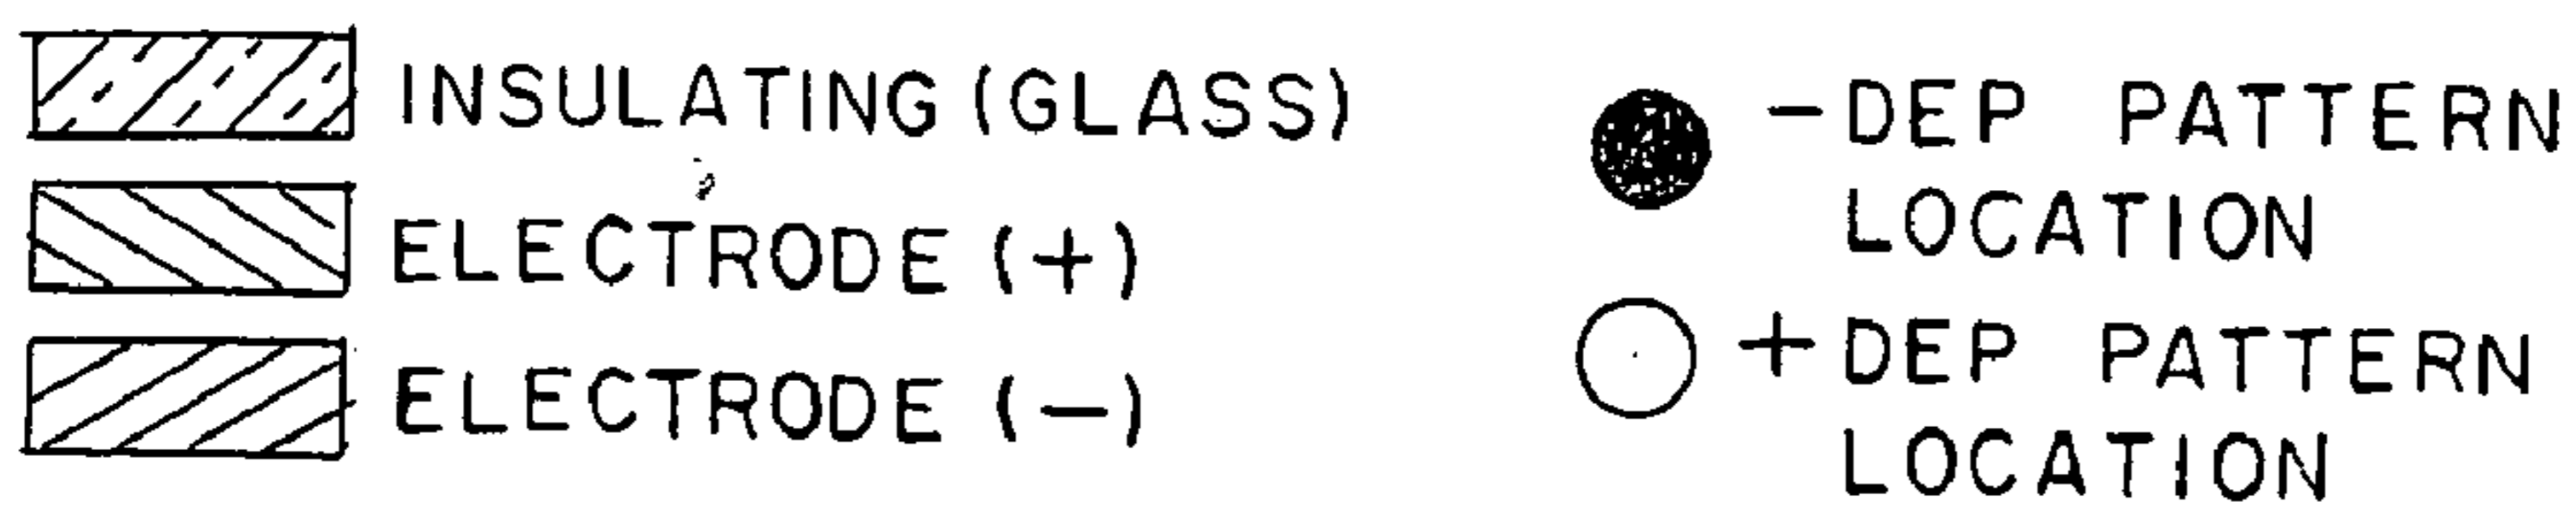 INSULATING (GLASS)
ELECTRODE (+)
ELECTRODE (—)
— DEP PATTERN
LOCATION
+ DEP PATTERN
LOCATION